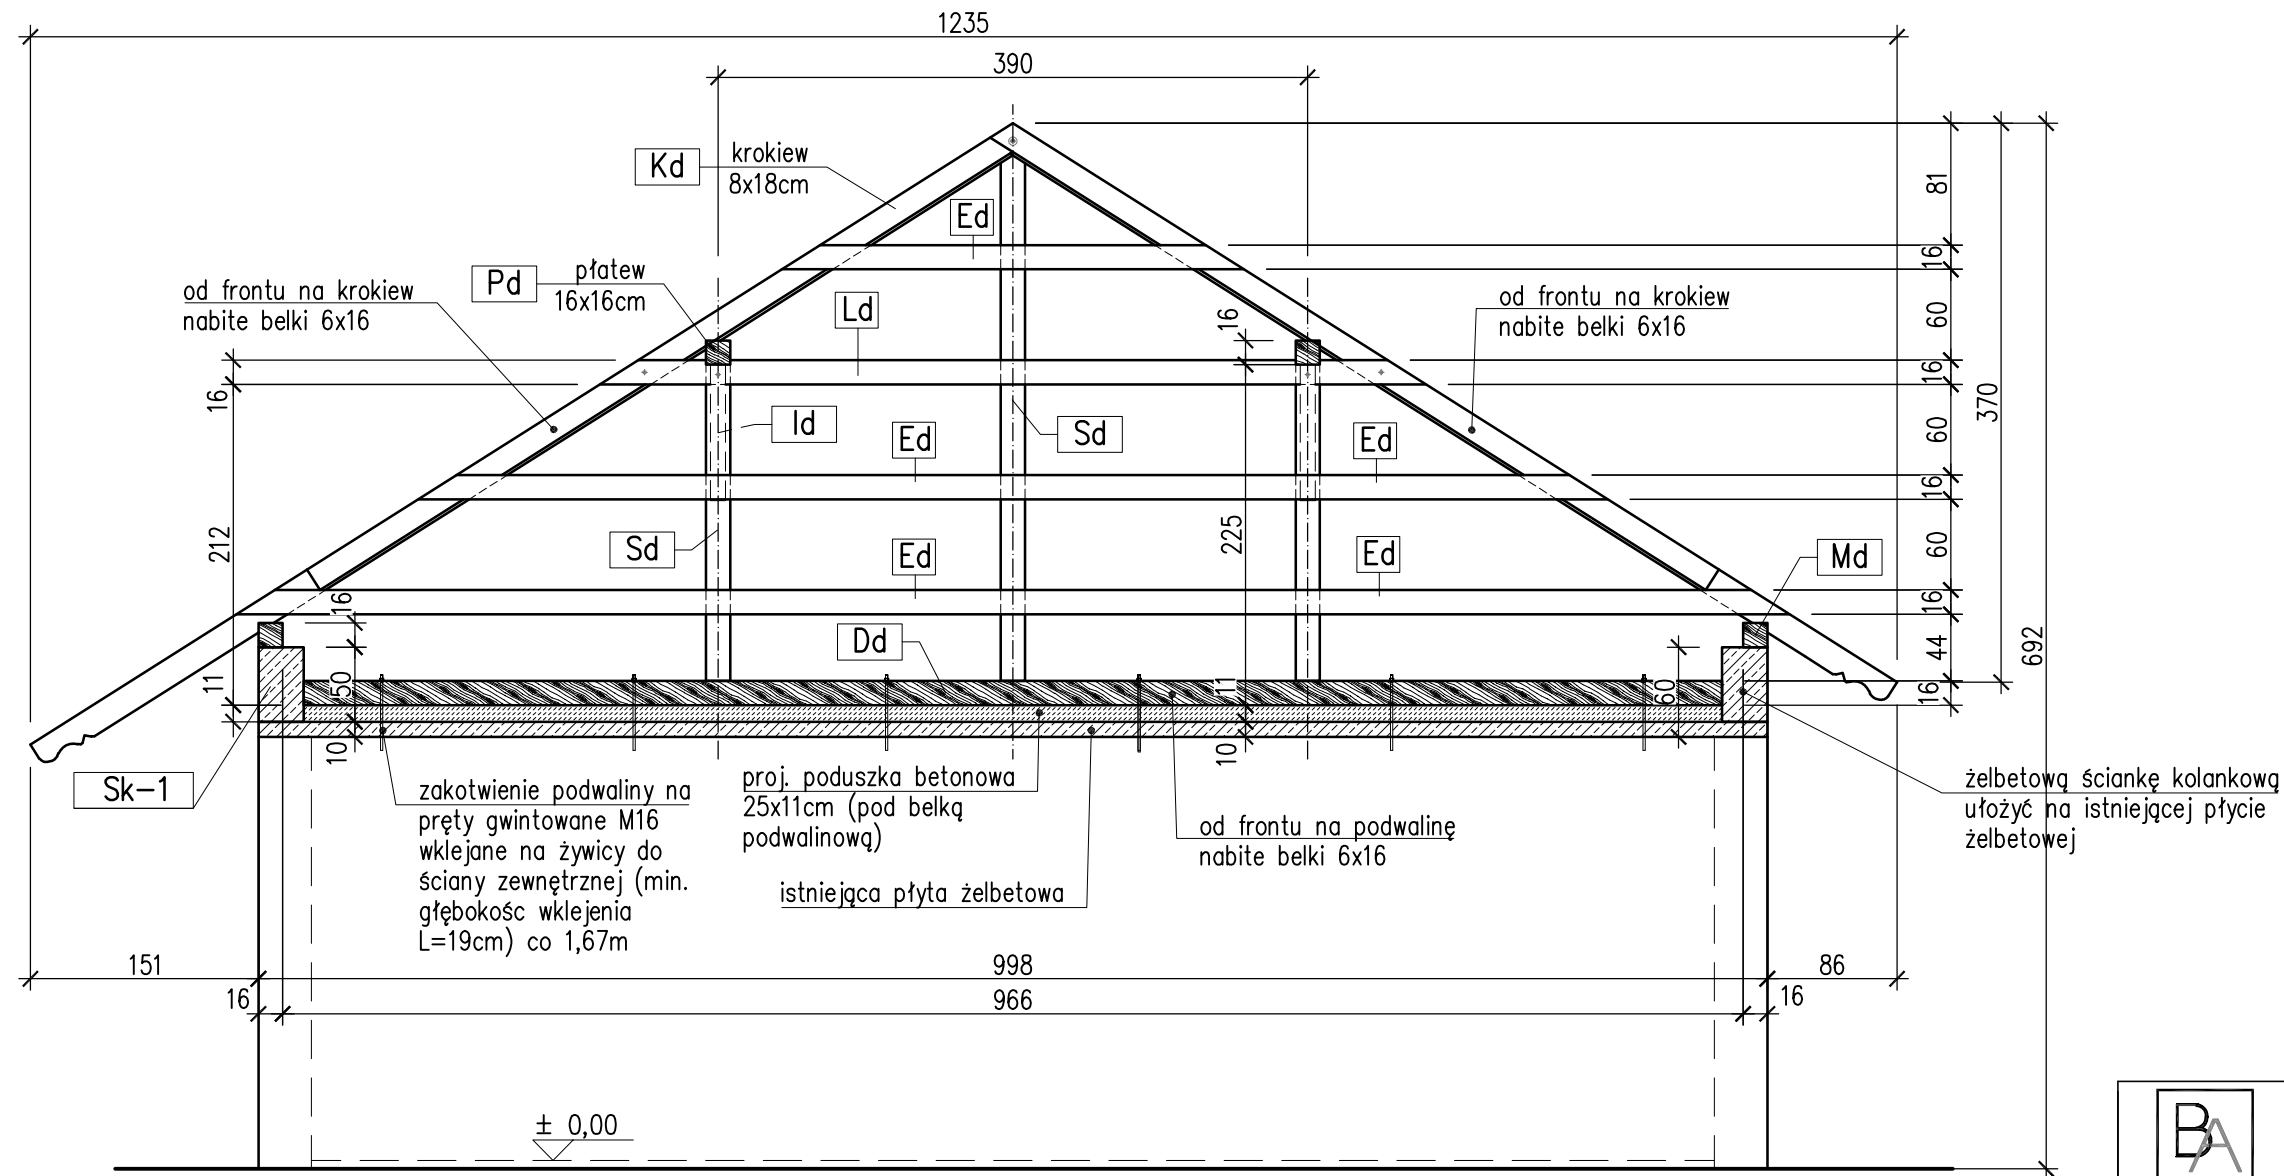 1235
390
Kd
krokiew
8x18cm
Ed
81
16
Pd
płatew
16x16cm
od frontu na krokiew
nabite belki 6x16
Ld
16
od frontu na krokiew
nabite belki 6x16
60
16
16
370
Id
Ed
Sd
Ed
60
16
212
Sd
Ed
225
Ed
Md
60
16
16
Dd
44
692
11
50
11
60
16
10
10
Sk-1
zakotwienie podwaliny na
pręty gwintowane M16
wklejane na żywicy do
ściany zewnętrznej (min.
głębokośc wklejenia
L=19cm) co 1,67m
proj. poduszka betonowa
25x11cm (pod belką
podwalinową)
od frontu na podwalinę
nabite belki 6x16
istniejąca płyta żelbetowa
żelbetową ściankę kolankową
ułożyć na istniejącej płycie
żelbetowej
151
998
86
16
966
16
± 0,00
BA